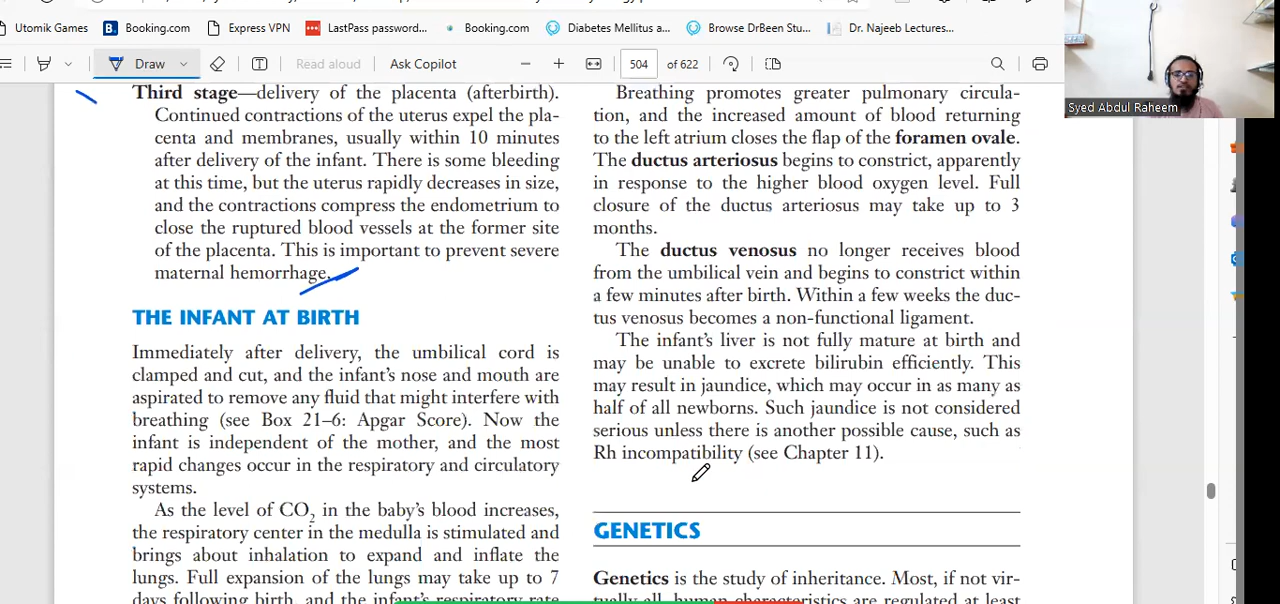 Utomik Games
Booking.com
Express VPN
LastPass password...
Booking.com
Diabetes Mellitus a...
Browse DrBeen Stu...
Dr. Najeeb Lectures...
Draw
Read aloud
Ask Copilot
504 of 622
Syed Abdul Raheem
Third stage—delivery of the placenta (afterbirth).
Continued contractions of the uterus expel the pla-
centa and membranes, usually within 10 minutes
after delivery of the infant. There is some bleeding
at this time, but the uterus rapidly decreases in size,
and the contractions compress the endometrium to
close the ruptured blood vessels at the former site
of the placenta. This is important to prevent severe
maternal hemorrhage.
THE INFANT AT BIRTH
Immediately after delivery, the umbilical cord is
clamped and cut, and the infant's nose and mouth are
aspirated to remove any fluid that might interfere with
breathing (see Box 21–6: Apgar Score). Now the
infant is independent of the mother, and the most
rapid changes occur in the respiratory and circulatory
systems.
As the level of CO2 in the baby's blood increases,
the respiratory center in the medulla is stimulated and
brings about inhalation to expand and inflate the
lungs. Full expansion of the lungs may take up to 7
days following birth, and the infant's respiratory rate
Breathing promotes greater pulmonary circula-
tion, and the increased amount of blood returning
to the left atrium closes the flap of the foramen ovale.
The ductus arteriosus begins to constrict, apparently
in response to the higher blood oxygen level. Full
closure of the ductus arteriosus may take up to 3
months.
The ductus venosus no longer receives blood
from the umbilical vein and begins to constrict within
a few minutes after birth. Within a few weeks the duc-
tus venosus becomes a non-functional ligament.
The infant's liver is not fully mature at birth and
may be unable to excrete bilirubin efficiently. This
may result in jaundice, which may occur in as many as
half of all newborns. Such jaundice is not considered
serious unless there is another possible cause, such as
Rh incompatibility (see Chapter 11).
GENETICS
Genetics is the study of inheritance. Most, if not vir-
tually all, human characteristics are regulated at least